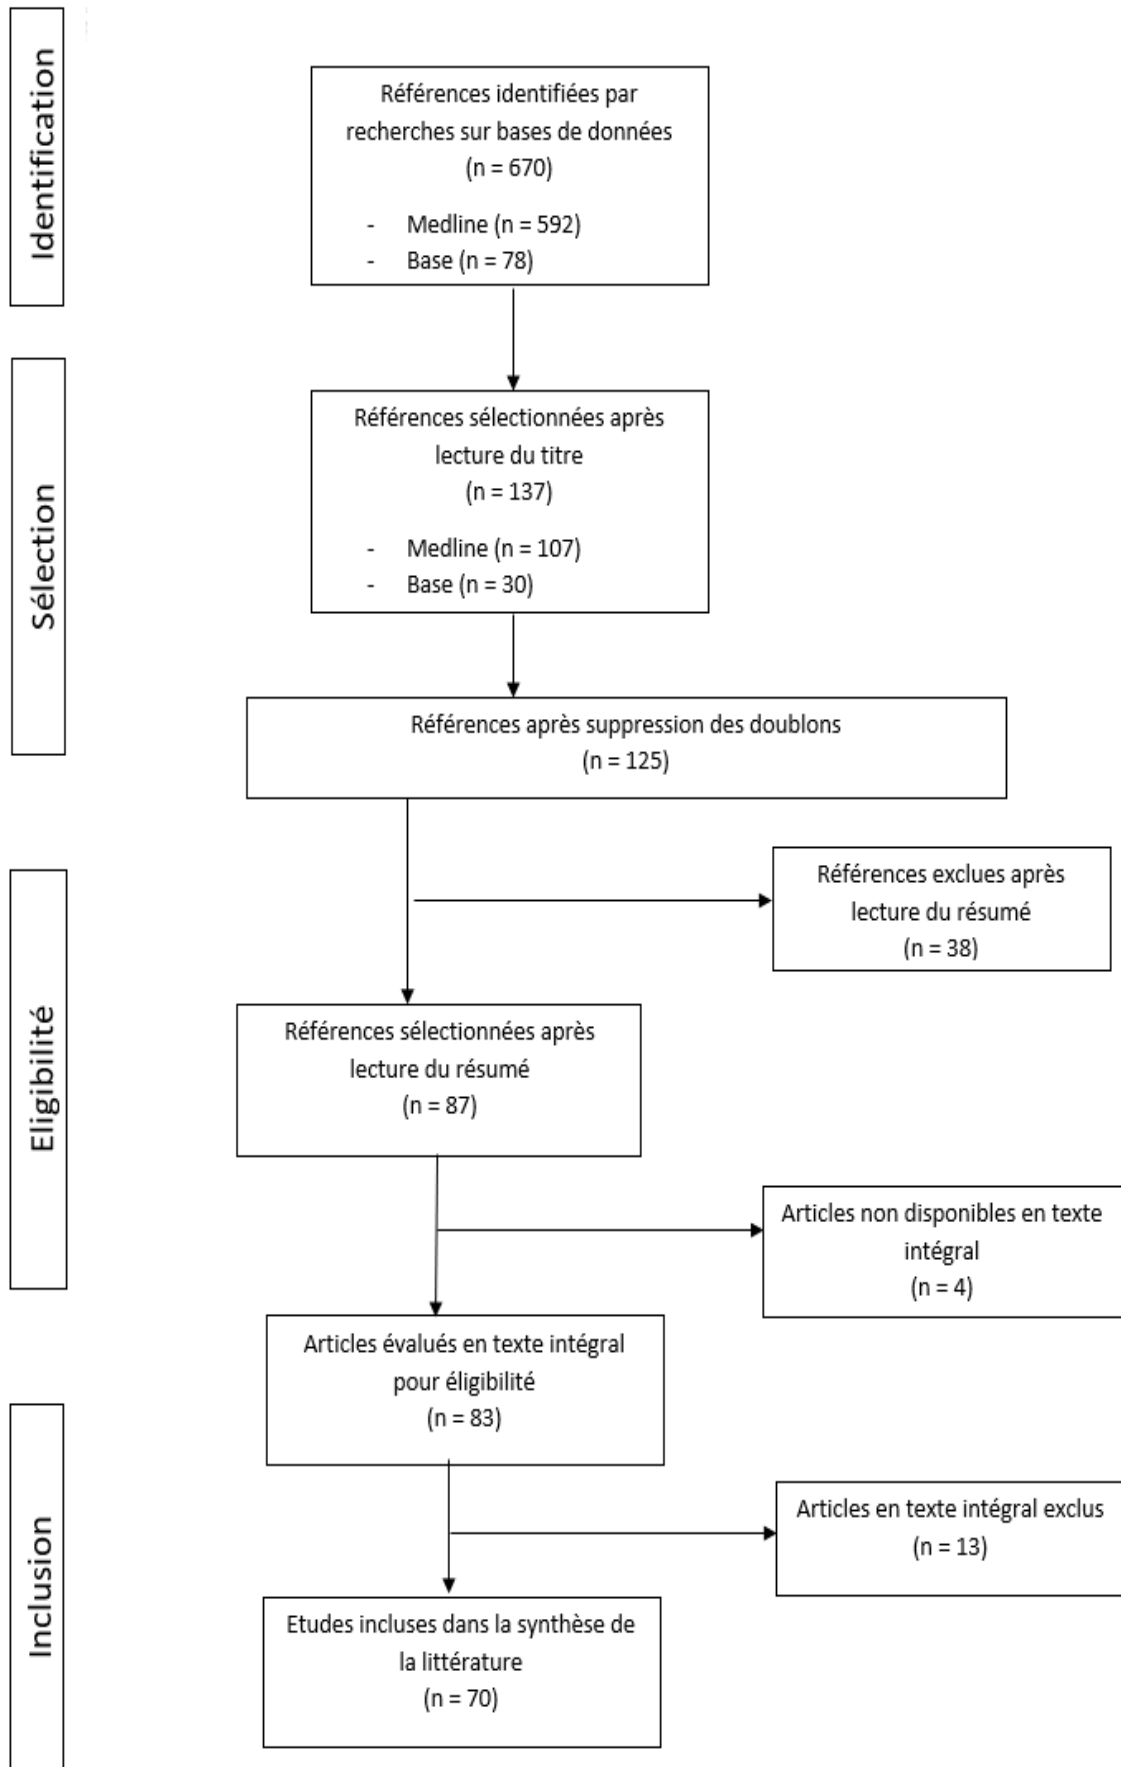 Identification
Références identifiées par
recherches sur bases de données
(n = 670)
- Medline (n = 592)
- Base (n = 78)
Sélection
Références sélectionnées après
lecture du titre
(n = 137)
- Medline (n = 107)
- Base (n = 30)
Références après suppression des doublons
(n = 125)
Eligibilité
Références exclues après
lecture du résumé
(n = 38)
Références sélectionnées après
lecture du résumé
(n = 87)
Articles non disponibles en texte
intégral
(n = 4)
Articles évalués en texte intégral
pour éligibilité
(n = 83)
Inclusion
Articles en texte intégral exclus
(n = 13)
Etudes incluses dans la synthèse de
la littérature
(n = 70)